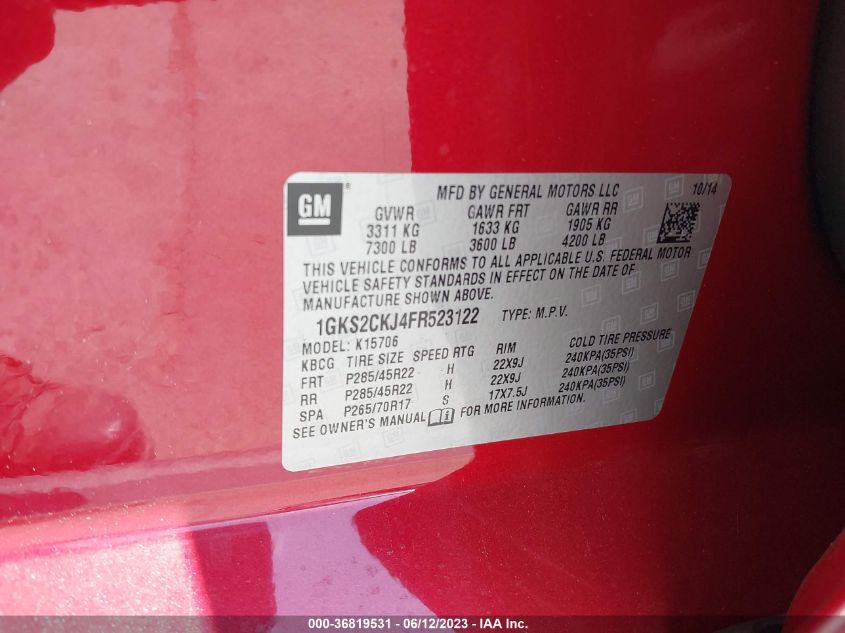 GM ®
MFD BY GENERAL MOTORS LLC 10/14
GVWR GAWR FRT GAWR RR
3311 KG 1633 KG 1905 KG
7300 LB 3600 LB 4200 LB
THIS VEHICLE CONFORMS TO ALL APPLICABLE U.S. FEDERAL MOTOR
VEHICLE SAFETY STANDARDS IN EFFECT ON THE DATE OF
MANUFACTURE SHOWN ABOVE.
1GKS2CKJ4FR523122 TYPE: M.P.V.
MODEL: K15706
KBCG TIRE SIZE SPEED RTG RIM COLD TIRE PRESSURE
FRT P285/45R22 H 22X9J 240KPA(35PSI)
RR P285/45R22 H 22X9J 240KPA(35PSI)
SPA P265/70R17 S 17X7.5J 240KPA(35PSI)
SEE OWNER'S MANUAL FOR MORE INFORMATION.
000-36819531 - 06/12/2023 - IAA Inc.